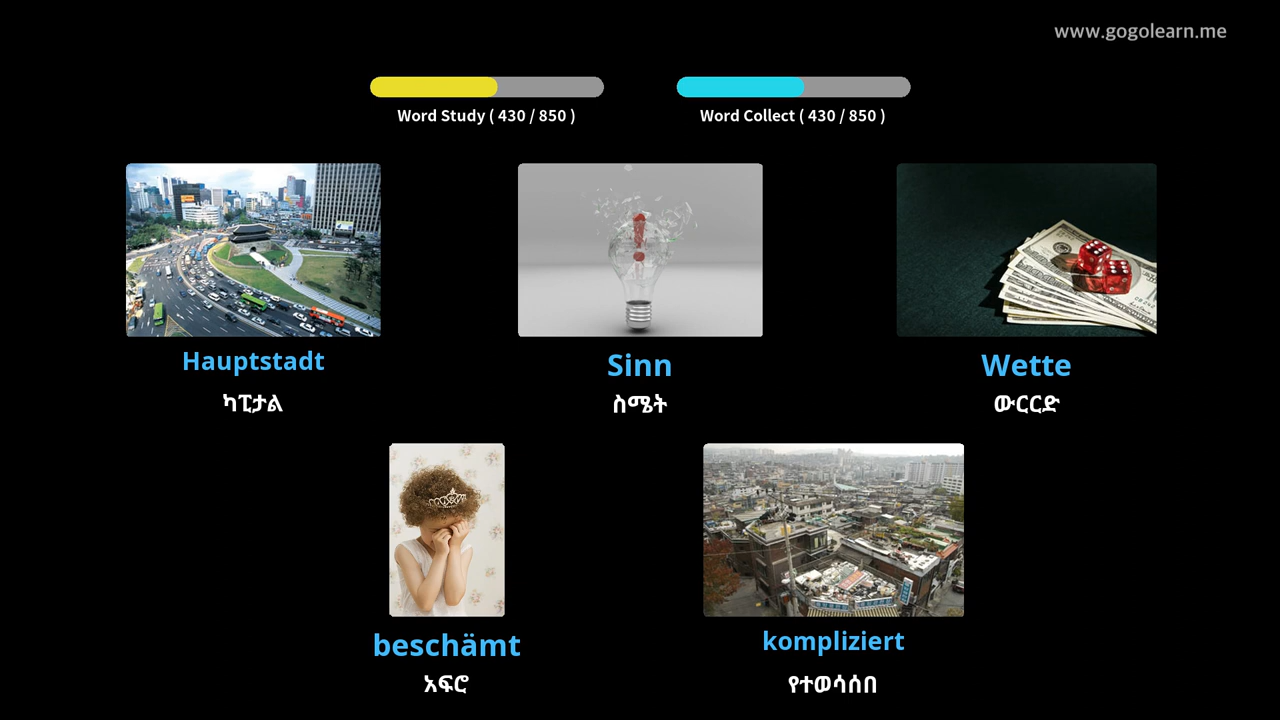 www.gogolearn.me
Word Study ( 430 / 850 )
Word Collect ( 430 / 850 )
Hauptstadt
ካፒታል
Sinn
ስሜት
Wette
ውርርድ
beschämt
አፍሮ
kompliziert
የተወሳሰበ